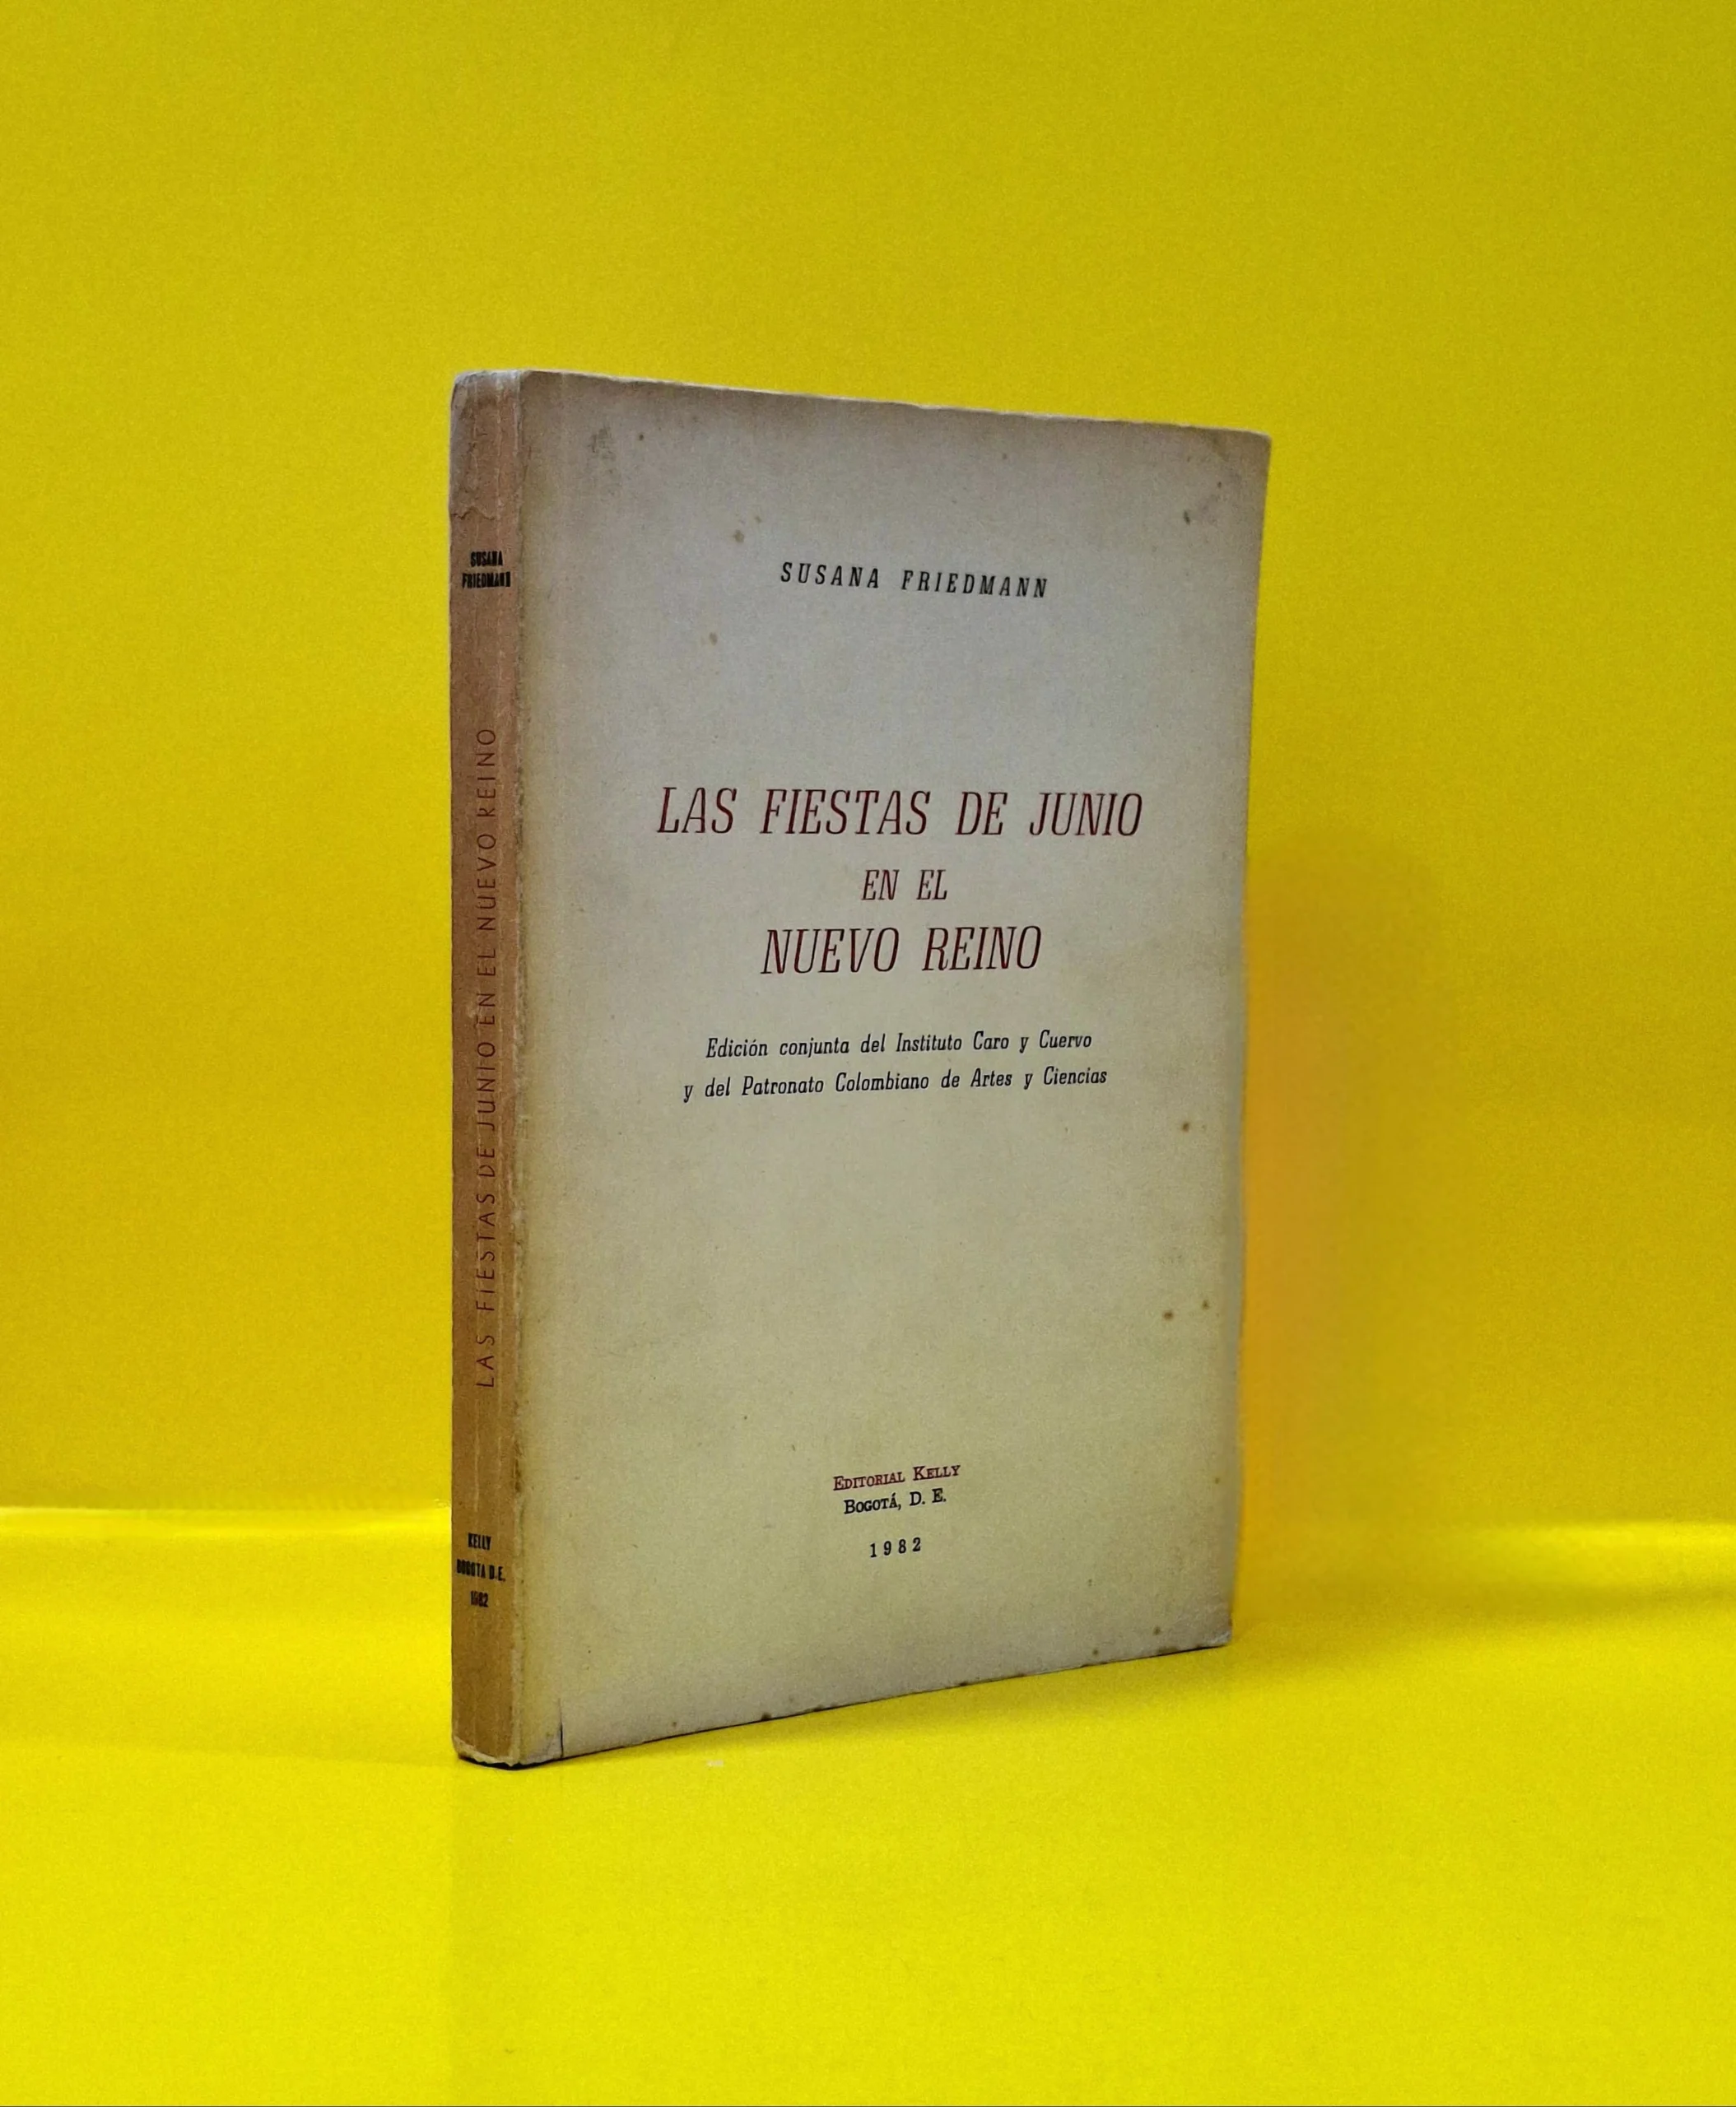 SUSANA
FRIEDMANN
LAS FIESTAS DE JUNIO EN EL NUEVO REINO
KELLY
BOGOTA D.E.
1982
SUSANA FRIEDMANN
LAS FIESTAS DE JUNIO
EN EL
NUEVO REINO
Edición conjunta del Instituto Caro y Cuervo
y del Patronato Colombiano de Artes y Ciencias
EDITORIAL KELLY
BOGOTÁ, D. E.
1982